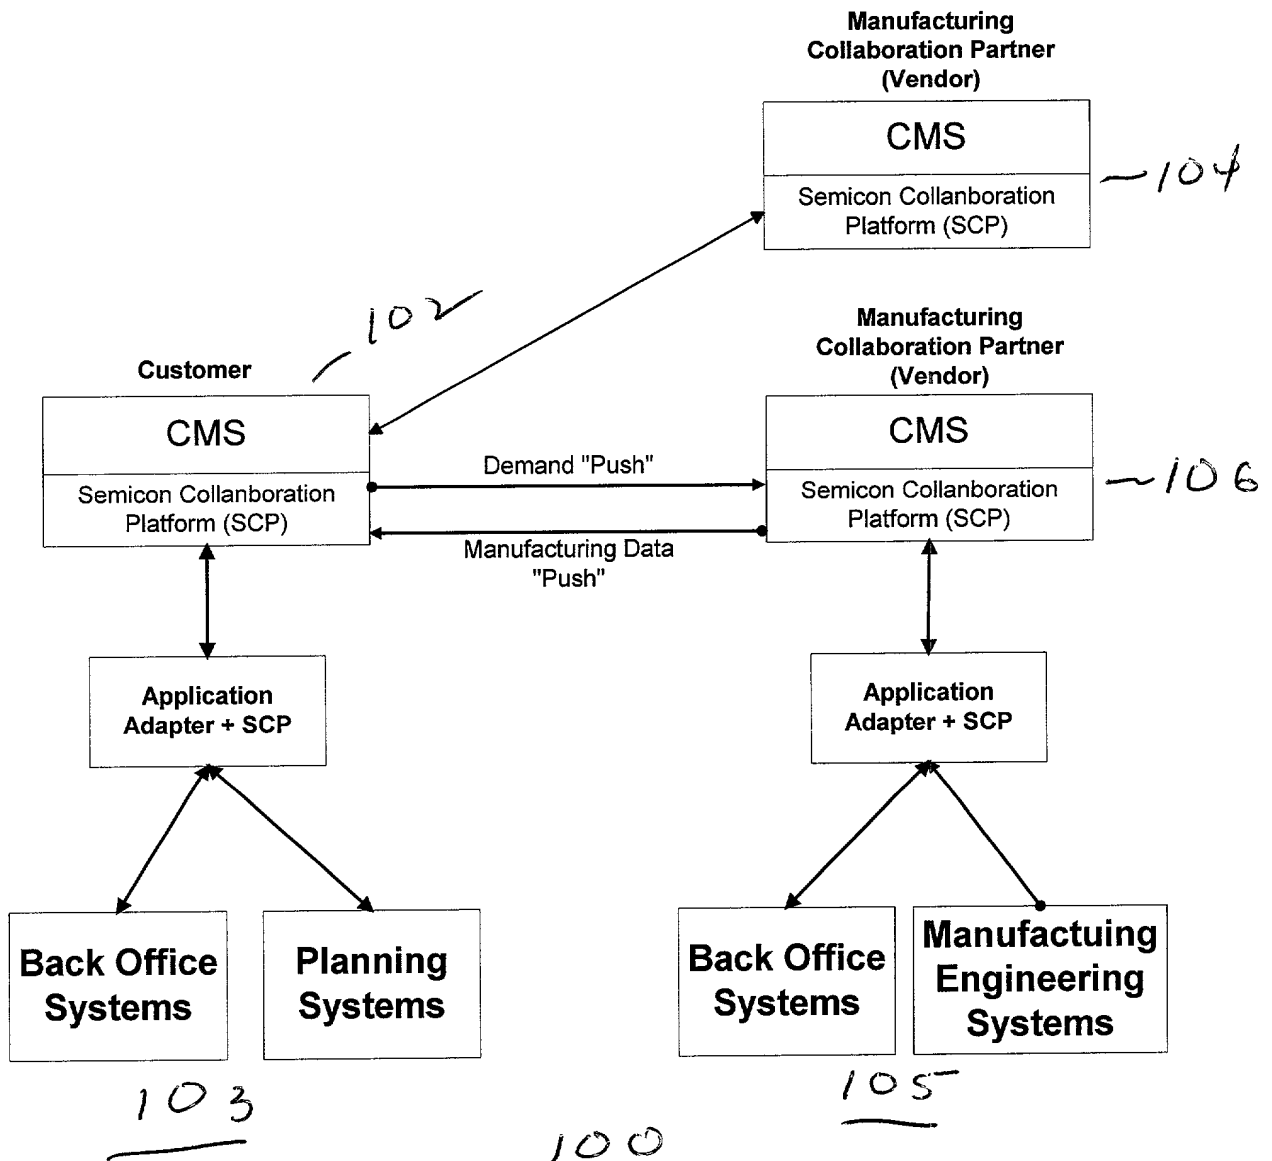 Manufacturing
Collaboration Partner
(Vendor)
CMS
Semicon Collanboration
Platform (SCP)
104
102
Customer
CMS
Semicon Collanboration
Platform (SCP)
Demand "Push"
Manufacturing Data
"Push"
Manufacturing
Collaboration Partner
(Vendor)
CMS
Semicon Collanboration
Platform (SCP)
106
Application
Adapter + SCP
Application
Adapter + SCP
Back Office
Systems
Planning
Systems
Back Office
Systems
Manufactuing
Engineering
Systems
103
105
100